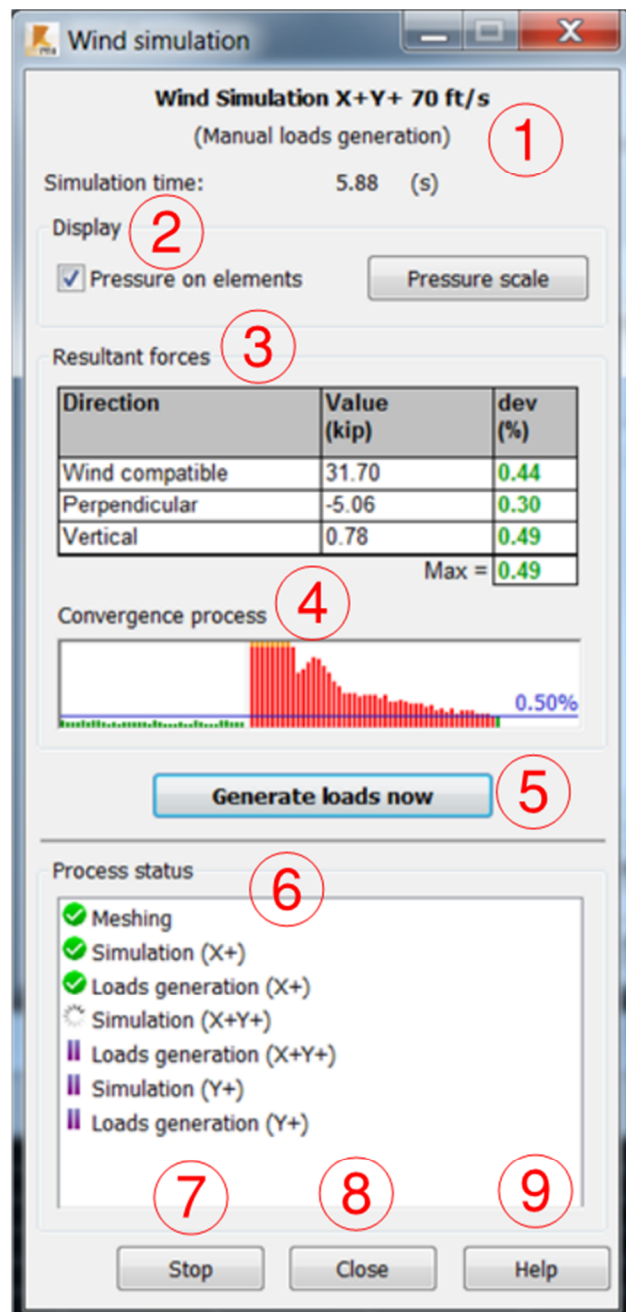 Wind simulation
Wind Simulation X+Y+ 70 ft/s
(Manual loads generation)
1
Simulation time: 5.88 (s)
Display
2
Pressure on elements
Pressure scale
Resultant forces
3
Direction Value (kip) dev (%)
Wind compatible 31.70 0.44
Perpendicular -5.06 0.30
Vertical 0.78 0.49
Max = 0.49
Convergence process
4
0.50%
Generate loads now
5
Process status
6
Meshing
Simulation (X+)
Loads generation (X+)
Simulation (X+Y+)
Loads generation (X+Y+)
Simulation (Y+)
Loads generation (Y+)
7 8 9
Stop Close Help